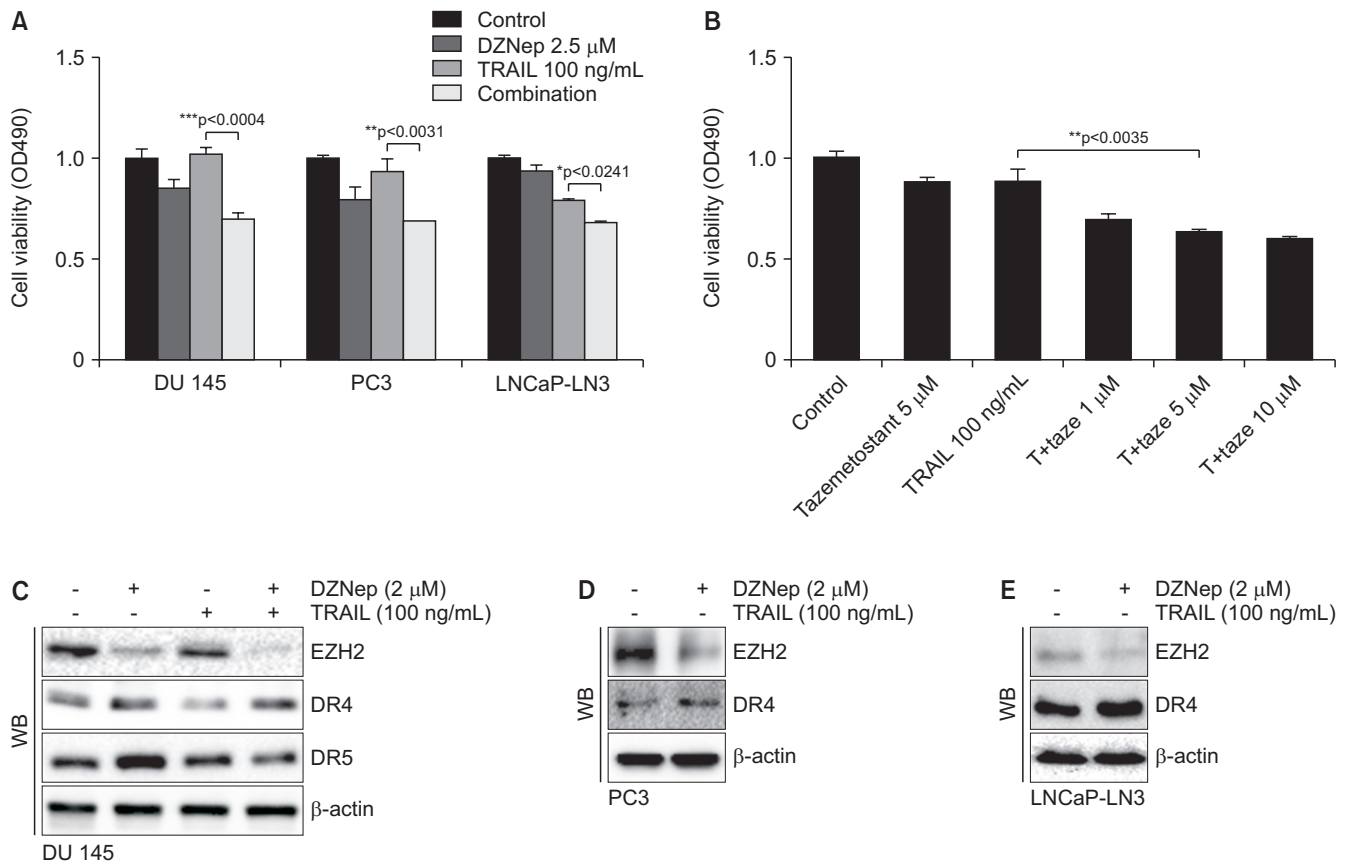 A
Control
DZNep 2.5 μM
TRAIL 100 ng/mL
Combination
Cell viability (OD490)
1.5
1.0
0.5
0
***p<0.0004
**p<0.0031
*p<0.0241
DU 145
PC3
LNCaP-LN3
B
Cell viability (OD490)
1.5
1.0
0.5
0
**p<0.0035
Control
Tazemetostant 5 μM
TRAIL 100 ng/mL
T+taze 1 μM
T+taze 5 μM
T+taze 10 μM
C
- + - + DZNep (2 μM)
- - + + TRAIL (100 ng/mL)
WB
EZH2
DR4
DR5
β-actin
DU 145
D
- + DZNep (2 μM)
- - TRAIL (100 ng/mL)
WB
EZH2
DR4
β-actin
PC3
E
- + DZNep (2 μM)
- - TRAIL (100 ng/mL)
WB
EZH2
DR4
β-actin
LNCaP-LN3